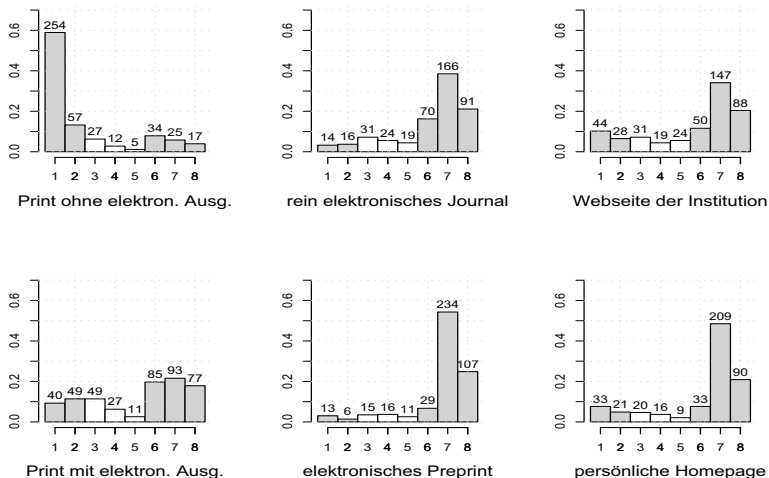 0.0 0.2 0.4 0.6
254 57 27 12 5 34 25 17
1 2 3 4 5 6 7 8
Print ohne elektron. Ausg.
0.0 0.2 0.4 0.6
14 16 31 24 19 70 166 91
1 2 3 4 5 6 7 8
rein elektronisches Journal
0.0 0.2 0.4 0.6
44 28 31 19 24 50 147 88
1 2 3 4 5 6 7 8
Webseite der Institution
0.0 0.2 0.4 0.6
40 49 49 27 11 85 93 77
1 2 3 4 5 6 7 8
Print mit elektron. Ausg.
0.0 0.2 0.4 0.6
13 6 15 16 11 29 234 107
1 2 3 4 5 6 7 8
elektronisches Preprint
0.0 0.2 0.4 0.6
33 21 20 16 9 33 209 90
1 2 3 4 5 6 7 8
persönliche Homepage